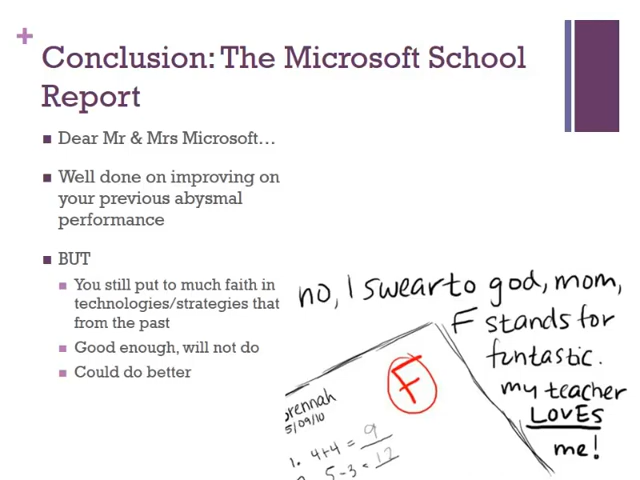 +
Conclusion: The Microsoft School
Report
Dear Mr & Mrs Microsoft…
Well done on improving on
your previous abysmal
performance
BUT
You still put to much faith in
technologies/strategies that
from the past
Good enough, will not do
Could do better
no, I swear to god, mom,
F stands for
funtastic.
my teacher
LOVES
me!
F
5/09/10
1. 4+4 = 9
5-3 = 12